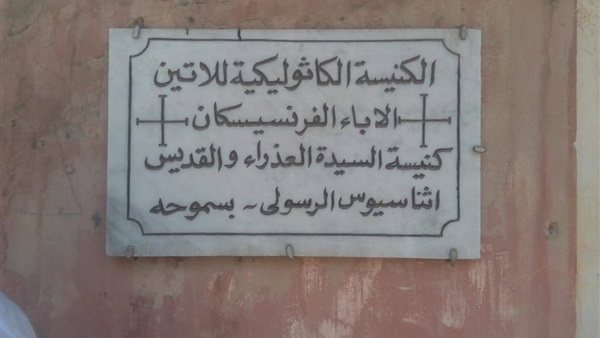 الكنيسة الكاثوليكية للاتين
الاباء الفرنسيسكان
كنيسة السيدة العذراء والقديس
اثناسيوس الرسولى - بسموحه